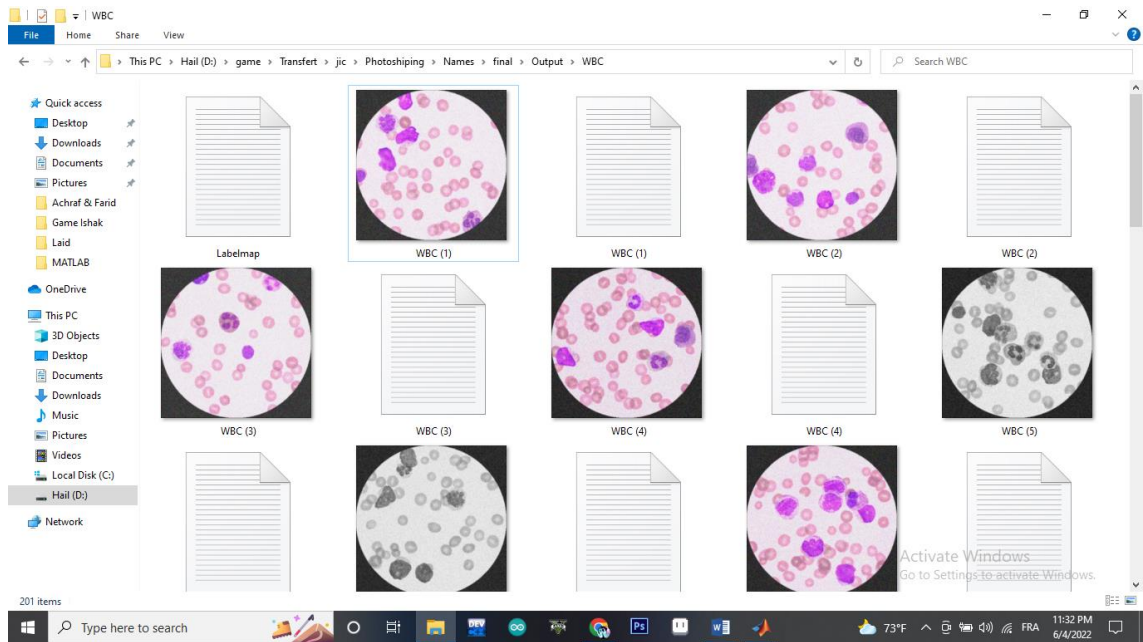 WBC
File Home Share View
This PC > Hail (D:) > game > Transfert > jic > Photoshiping > Names > final > Output > WBC
Search WBC
Quick access
Desktop
Downloads
Documents
Pictures
Achraf & Farid
Game Ishak
Laid
MATLAB
OneDrive
This PC
3D Objects
Desktop
Documents
Downloads
Music
Pictures
Videos
Local Disk (C:)
Hail (D:)
Network
Labelmap WBC (1) WBC (1) WBC (2) WBC (2)
WBC (3) WBC (3) WBC (4) WBC (4) WBC (5)
Activate Windows
Go to Settings to activate Windows.
201 items
Type here to search
DEV
Ps
W
73°F
FRA
11:32 PM
6/4/2022